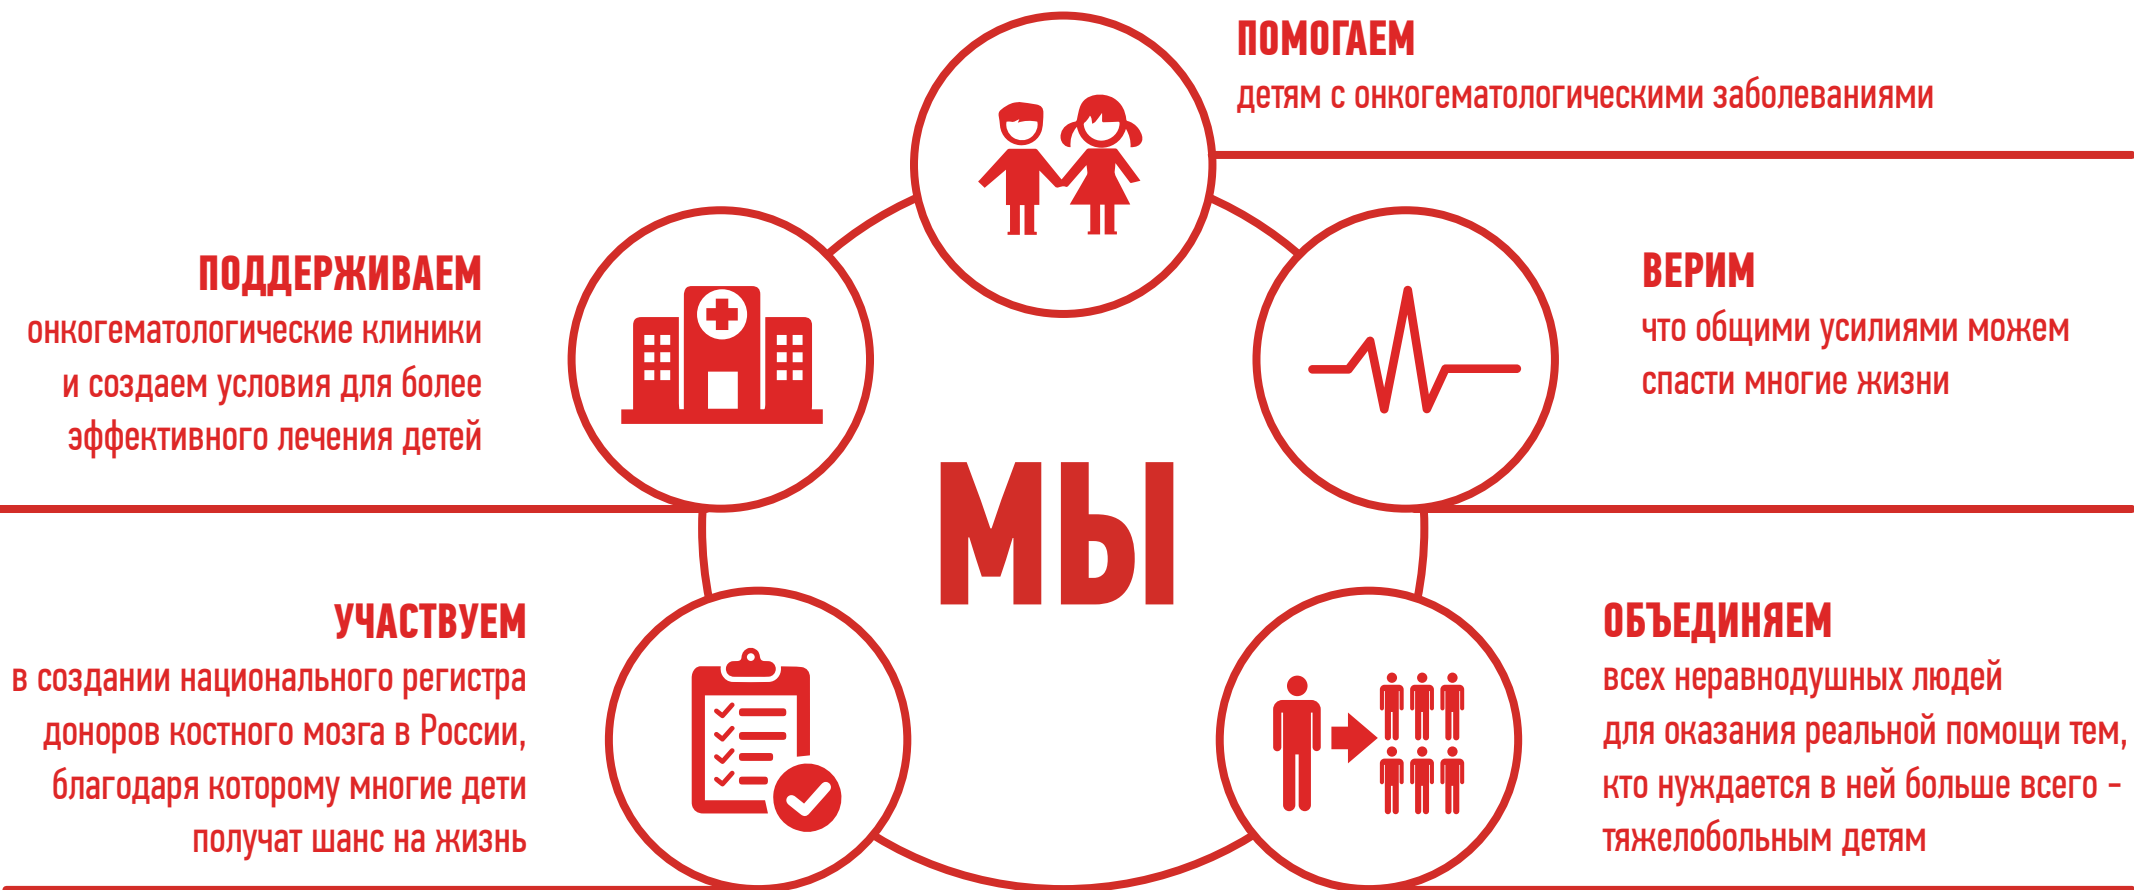 ПОМОГАЕМ
детям с онкогематологическими заболеваниями
ПОДДЕРЖИВАЕМ
онкогематологические клиники
и создаем условия для более
эффективного лечения детей
ВЕРИМ
что общими усилиями можем
спасти многие жизни
МЫ
УЧАСТВУЕМ
в создании национального регистра
доноров костного мозга в России,
благодаря которому многие дети
получат шанс на жизнь
ОБЪЕДИНЯЕМ
всех неравнодушных людей
для оказания реальной помощи тем,
кто нуждается в ней больше всего -
тяжелобольным детям